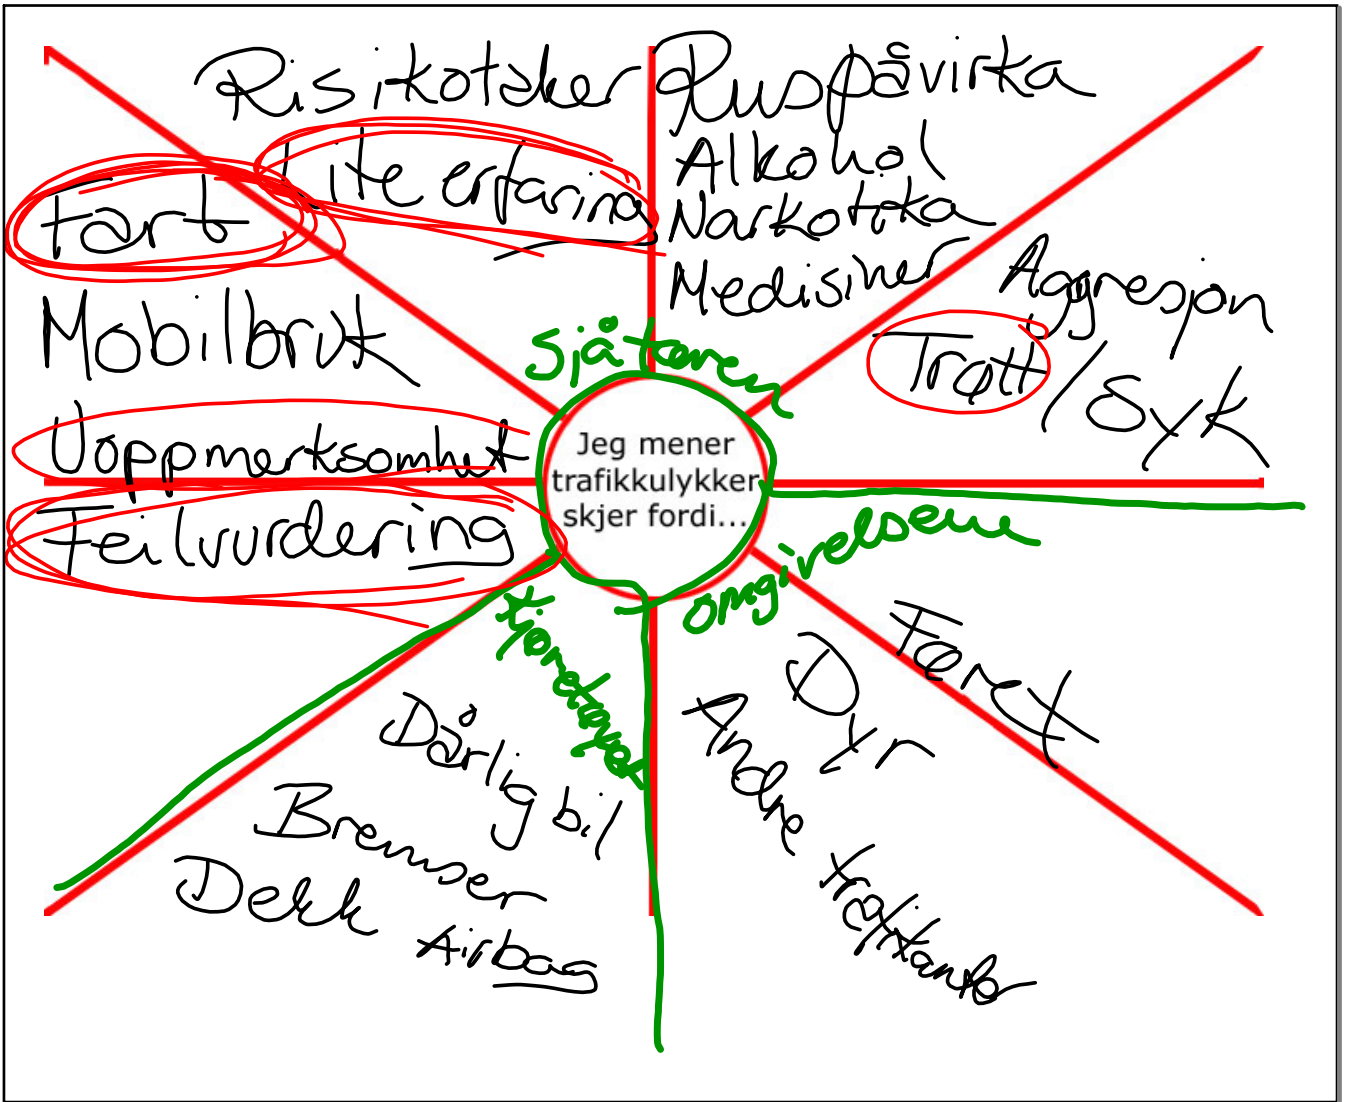 Risikotaker
Lite erfaring
Ruspåvirka
Alkohol
Narkotika
Medisiner
Fart
Mobilbruk
Uoppmerksomhet
Feilvurdering
Aggresjon
Trøtt / Syk
Sjåføren
Jeg mener
trafikkulykker
skjer fordi...
omgivelsene
kjøretøyet
Føret
Dyr
Andre trafikanter
Dårlig bil
Bremser
Dekk
Airbag